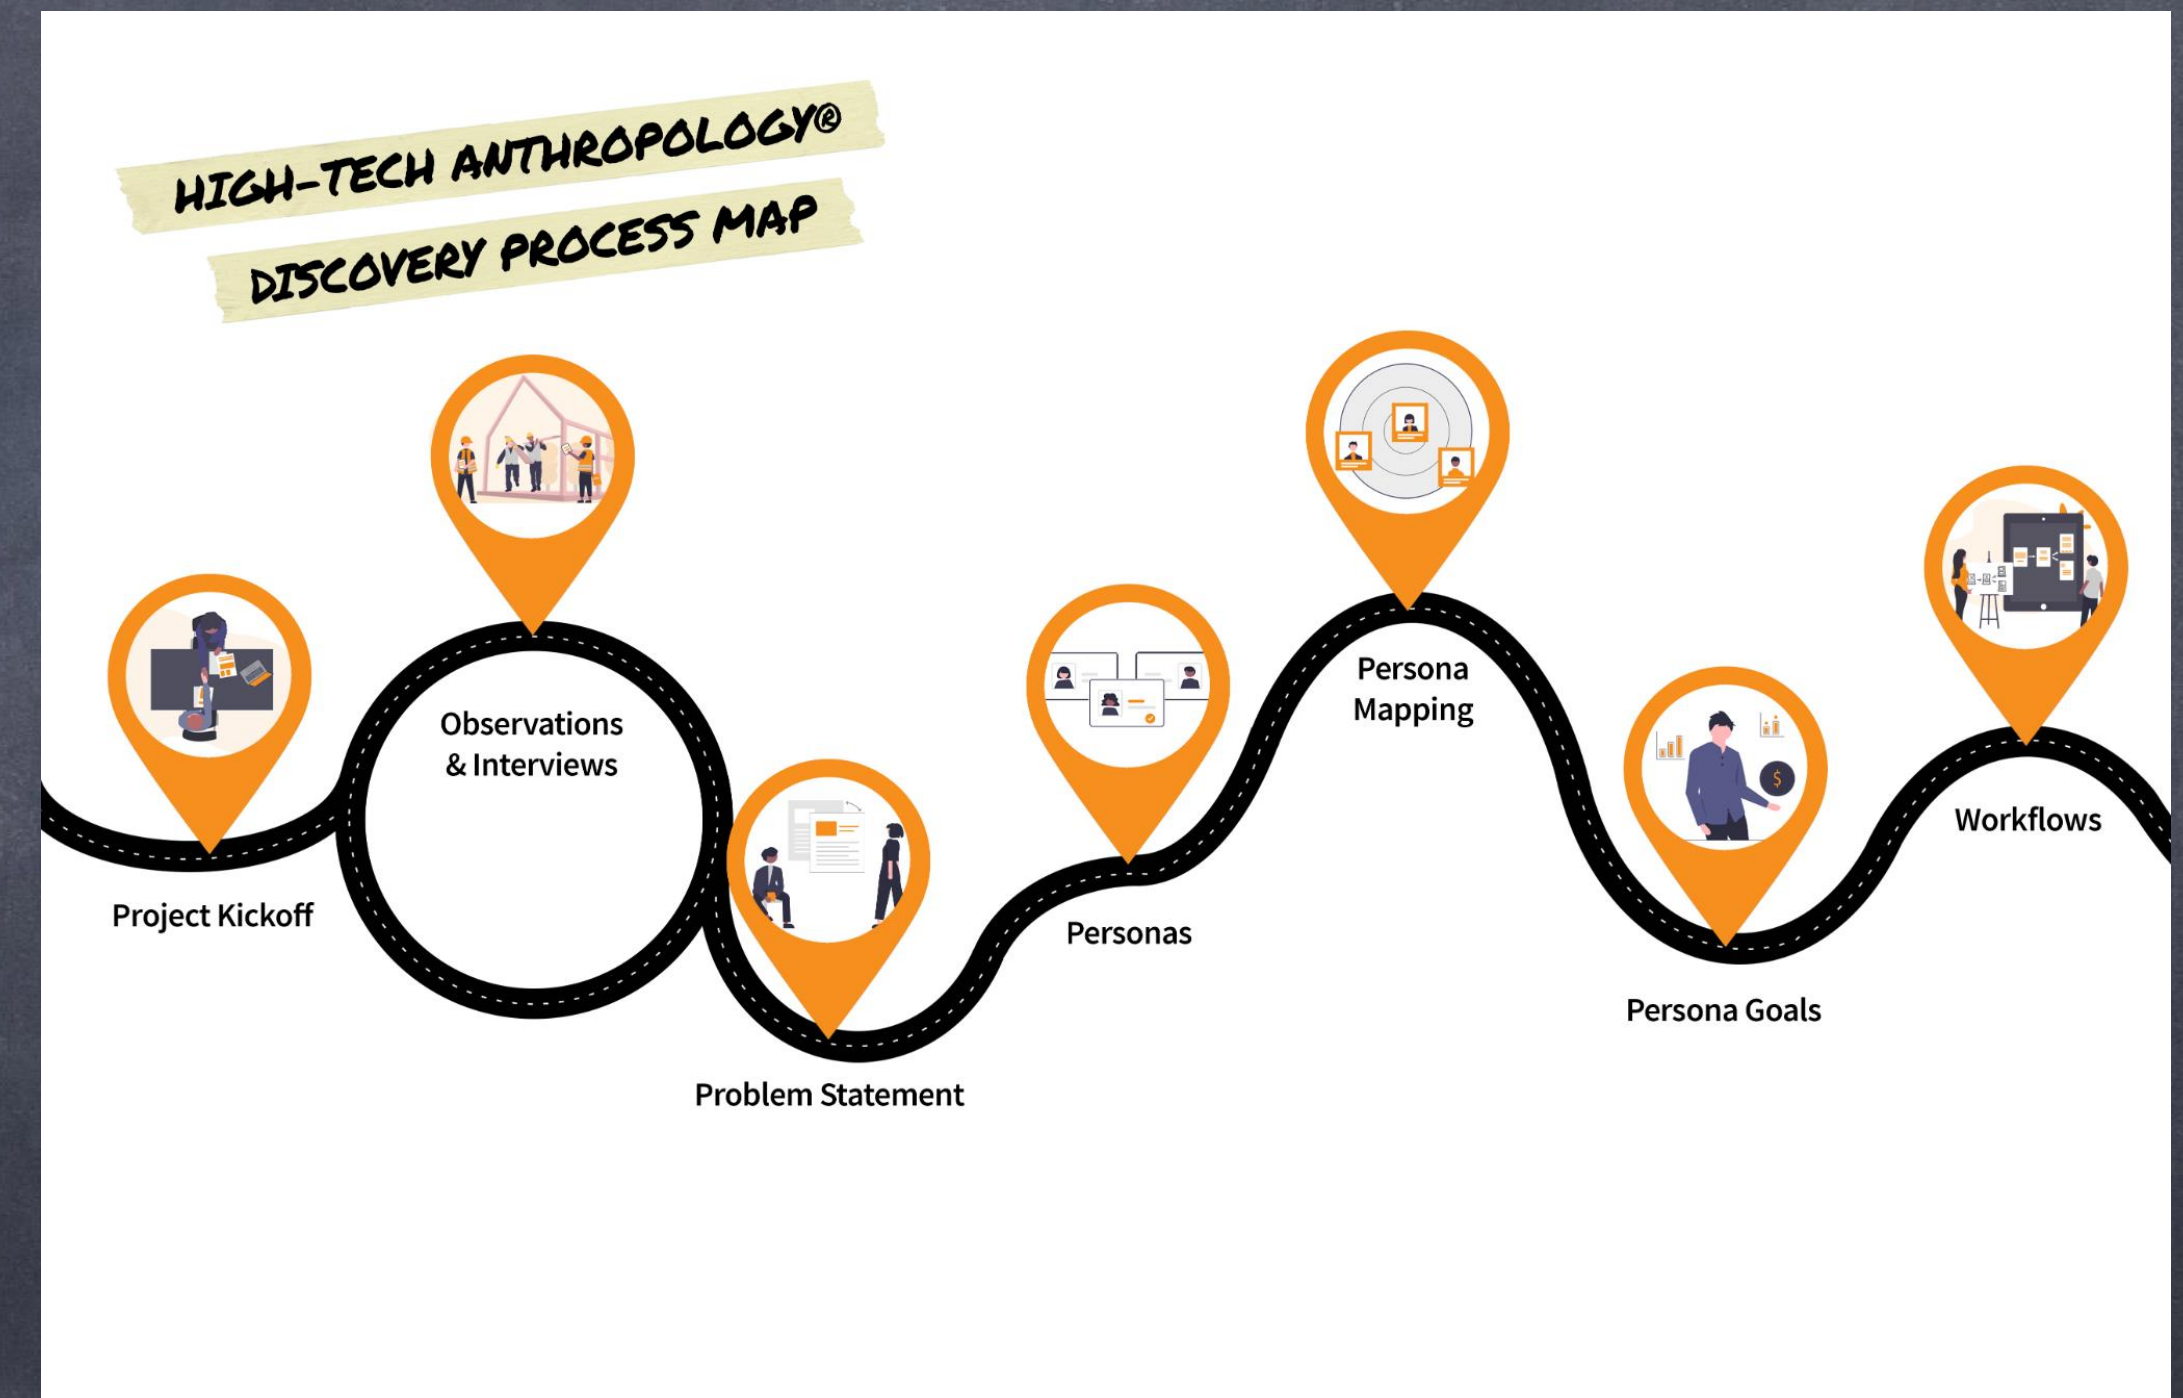 HIGH-TECH ANTHROPOLOGY®
DISCOVERY PROCESS MAP
Project Kickoff
Observations
& Interviews
Problem Statement
Personas
Persona
Mapping
Persona Goals
Workflows
$